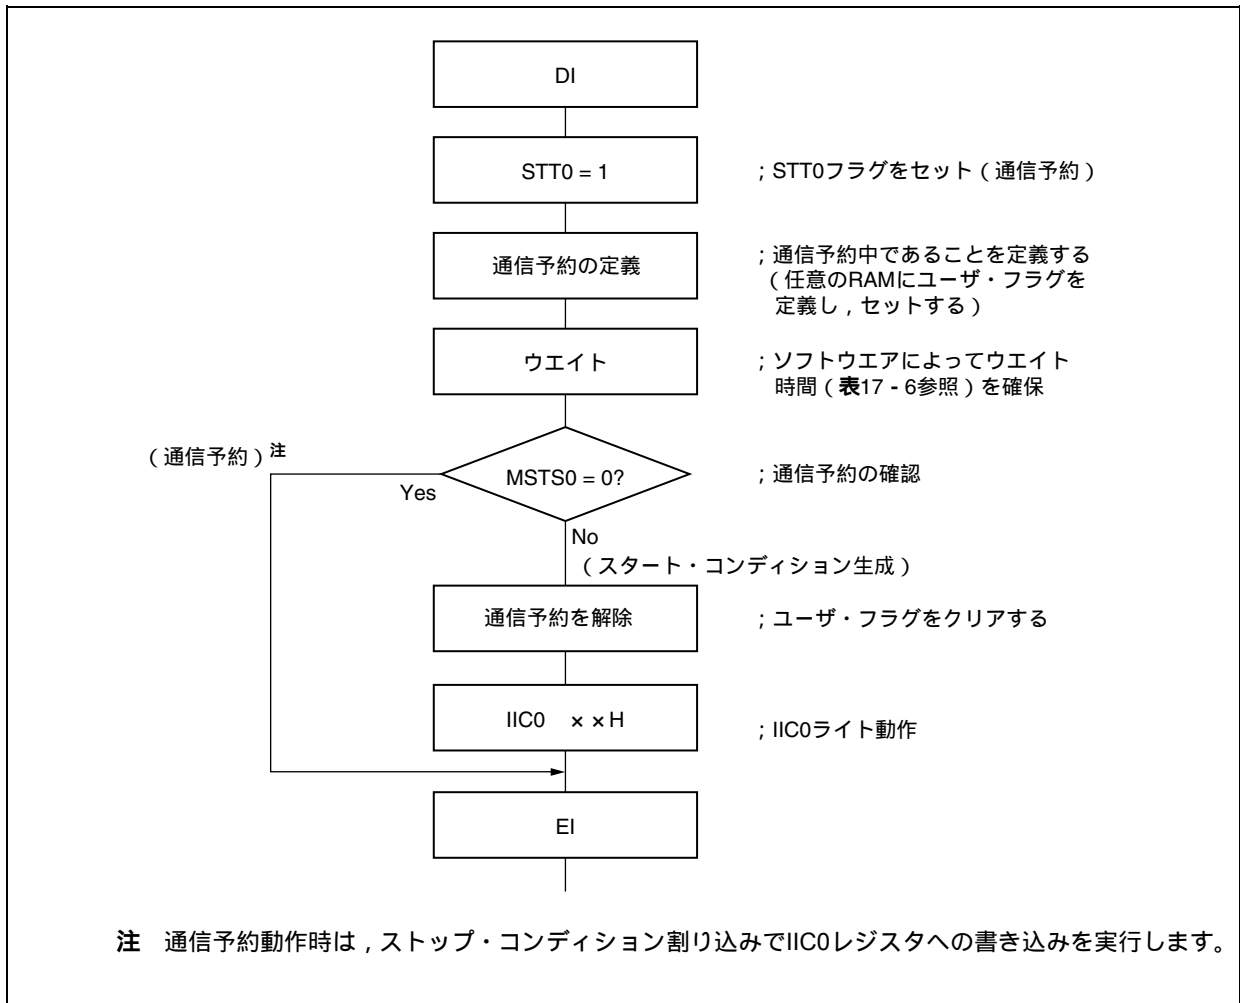 DI
STT0 = 1
；STT0フラグをセット（通信予約）
通信予約の定義
；通信予約中であることを定義する
（任意のRAMにユーザ・フラグを
定義し，セットする）
ウエイト
；ソフトウエアによってウエイト
時間（表17 - 6参照）を確保
（通信予約）注
MSTS0 = 0?
；通信予約の確認
Yes
No
（スタート・コンディション生成）
通信予約を解除
；ユーザ・フラグをクリアする
IIC0 ××H
；IIC0ライト動作
EI
注 通信予約動作時は，ストップ・コンディション割り込みでIIC0レジスタへの書き込みを実行します。